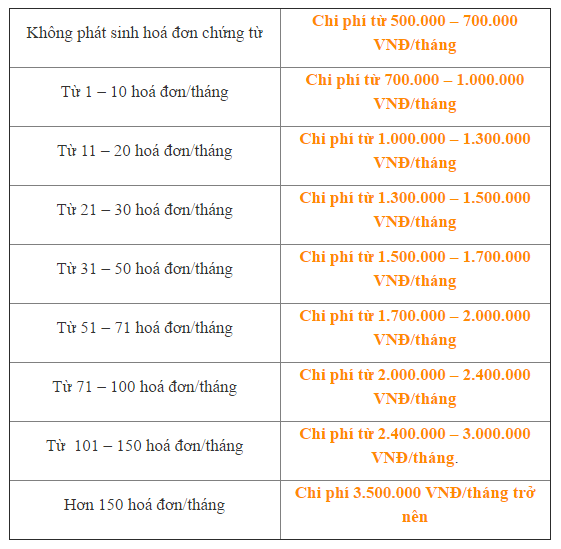 Không phát sinh hoá đơn chứng từ
Chi phí từ 500.000 – 700.000
VNĐ/tháng
Từ 1 – 10 hoá đơn/tháng
Chi phí từ 700.000 – 1.000.000
VNĐ/tháng
Từ 11 – 20 hoá đơn/tháng
Chi phí từ 1.000.000 – 1.300.000
VNĐ/tháng
Từ 21 – 30 hoá đơn/tháng
Chi phí từ 1.300.000 – 1.500.000
VNĐ/tháng
Từ 31 – 50 hoá đơn/tháng
Chi phí từ 1.500.000 – 1.700.000
VNĐ/tháng
Từ 51 – 71 hoá đơn/tháng
Chi phí từ 1.700.000 – 2.000.000
VNĐ/tháng
Từ 71 – 100 hoá đơn/tháng
Chi phí từ 2.000.000 – 2.400.000
VNĐ/tháng
Từ  101 – 150 hoá đơn/tháng
Chi phí từ 2.400.000 – 3.000.000
VNĐ/tháng.
Hơn 150 hoá đơn/tháng
Chi phí 3.500.000 VNĐ/tháng trở
nên